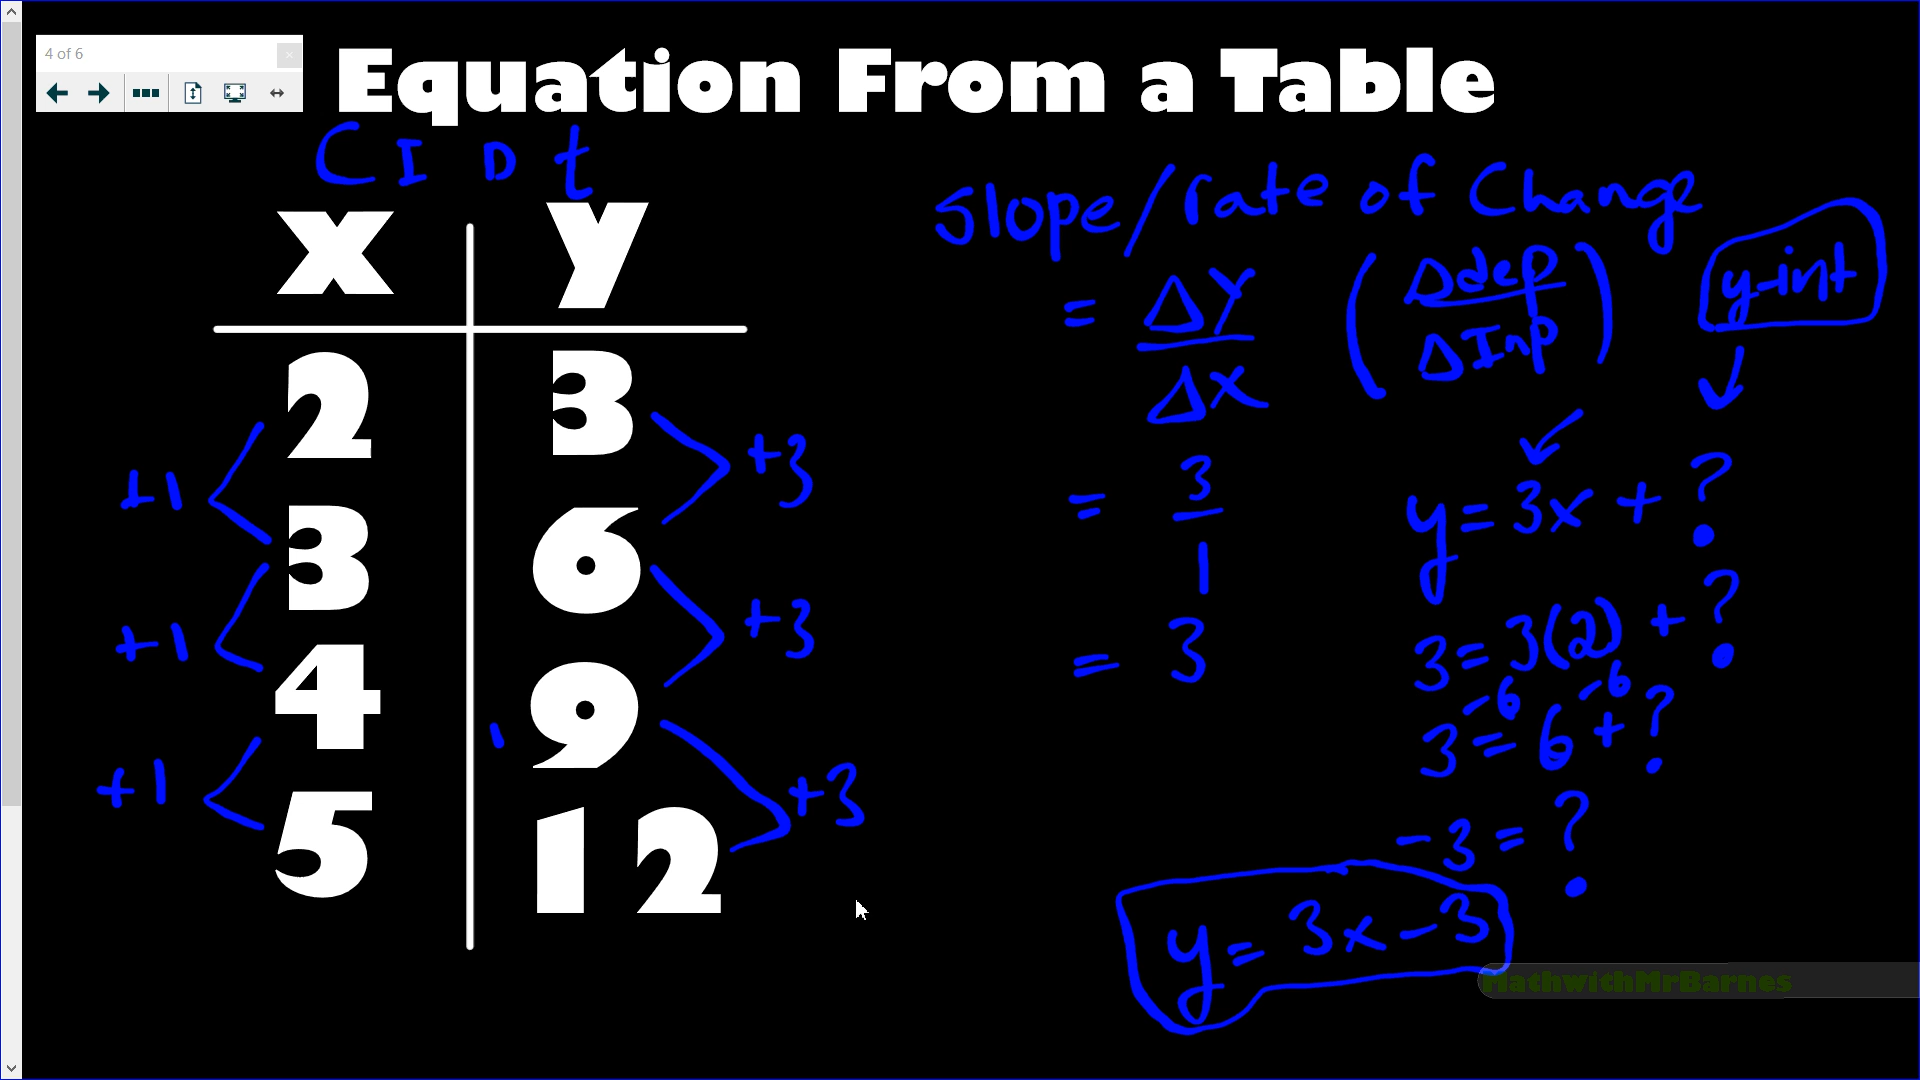 4 of 6
Equation From a Table
C I D t
x y
2 3
3 6
4 9
5 12
+1
+1
+1
+3
+3
+3
slope/rate of Change
= ΔY/ΔX (Δdep/ΔInp)
= 3/1
= 3
y-int
y = 3x + ?
3 = 3(2) + ?
-6 -6
3 = 6 + ?
-3 = ?
y = 3x - 3
MathwithMrBarnes